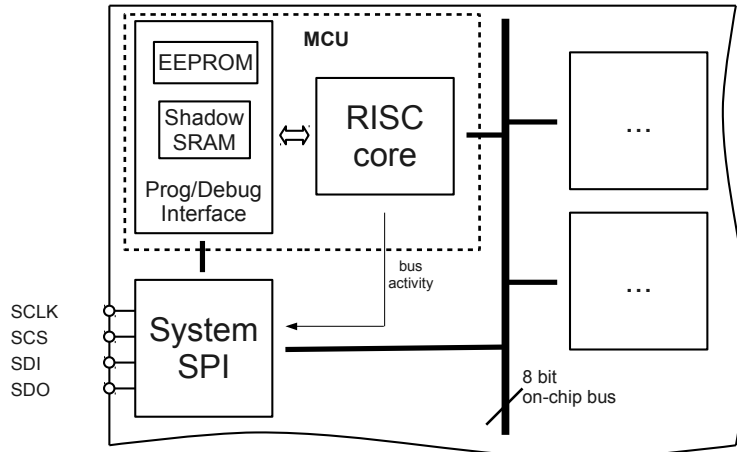 MCU
EEPROM
Shadow
SRAM
Prog/Debug
Interface
RISC
core
...
bus
activity
...
System
SPI
SCLK
SCS
SDI
SDO
8 bit
on-chip bus